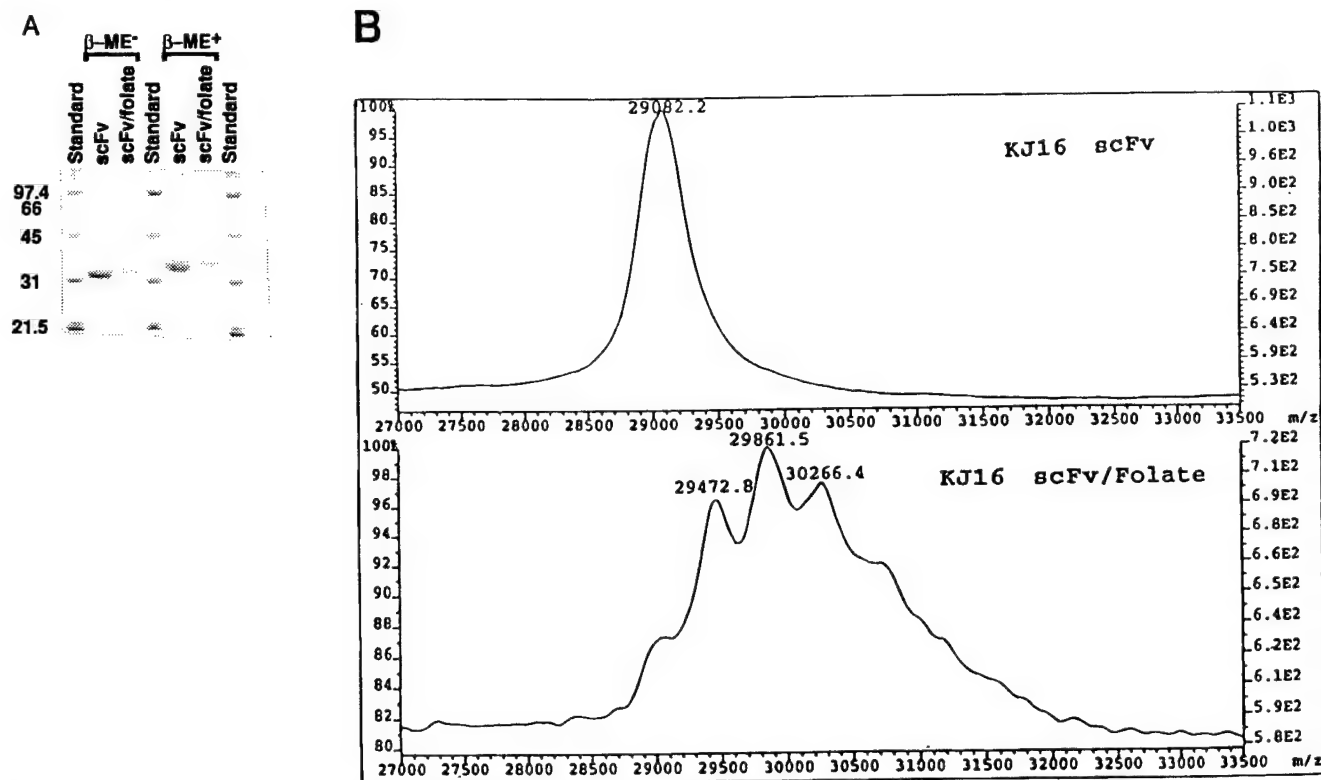 A
β-ME⁻ β-ME⁺
Standard
scFv
scFv/folate
Standard
scFv
scFv/folate
Standard
97.4
66
45
31
21.5
B
29082.2
KJ16 scFv
100%
95
90
85
80
75
70
65
60
55
50
1.1E3
1.0E3
9.6E2
9.0E2
8.5E2
8.0E2
7.5E2
6.9E2
6.4E2
5.9E2
5.3E2
27000 27500 28000 28500 29000 29500 30000 30500 31000 31500 32000 32500 33000 33500 m/z
29861.5
29472.8
30266.4
KJ16 scFv/Folate
100%
98
96
94
92
90
88
86
84
82
80
7.2E2
7.1E2
6.9E2
6.8E2
6.6E2
6.5E2
6.4E2
6.2E2
6.1E2
5.9E2
5.8E2
27000 27500 28000 28500 29000 29500 30000 30500 31000 31500 32000 32500 33000 33500 m/z